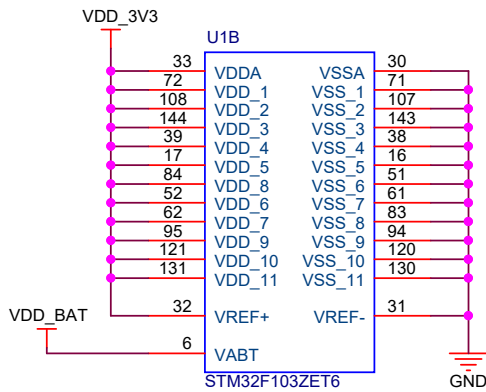 VDD_3V3
U1B
33 VDDA VSSA 30
72 VDD_1 VSS_1 71
108 VDD_2 VSS_2 107
144 VDD_3 VSS_3 143
39 VDD_4 VSS_4 38
17 VDD_5 VSS_5 16
84 VDD_8 VSS_6 51
52 VDD_6 VSS_7 61
62 VDD_7 VSS_8 83
95 VDD_9 VSS_9 94
121 VDD_10 VSS_10 120
131 VDD_11 VSS_11 130
32 VREF+ VREF- 31
VDD_BAT
6 VABT
STM32F103ZET6
GND